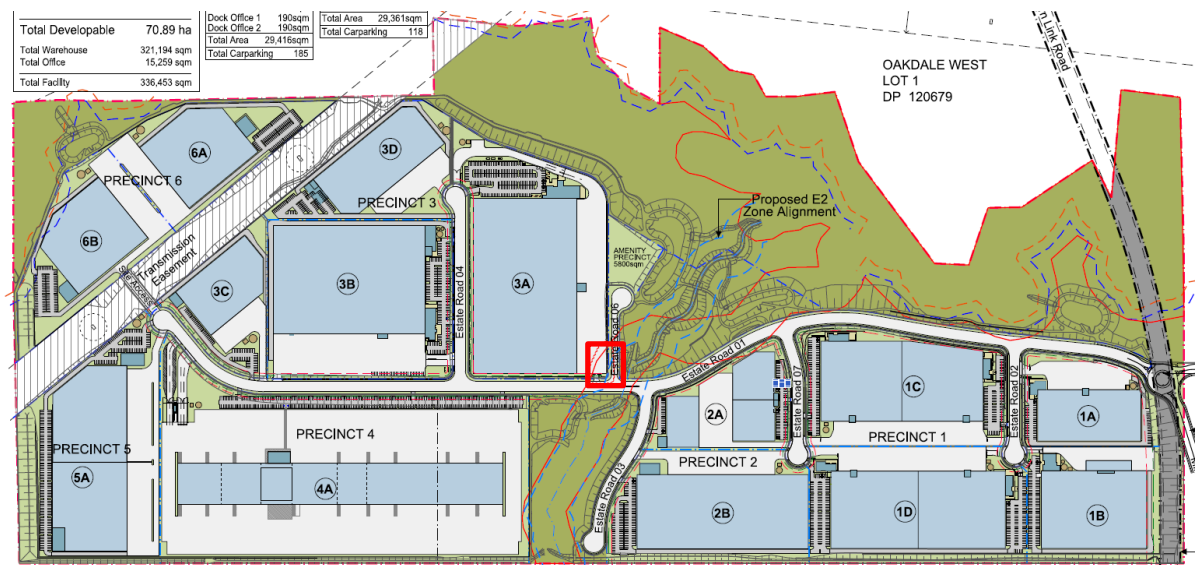 Total Developable 70.89 ha
Total Warehouse 321,194 sqm
Total Office 15,259 sqm
Total Facility 336,453 sqm
Dock Office 1 190sqm
Dock Office 2 190sqm
Total Area 29,416sqm
Total Carparking 185
Total Area 29,361sqm
Total Carparking 118
OAKDALE WEST
LOT 1
DP 120679
Link Road
6A
PRECINCT 6
6B
Transmission
Easement
Site Access
3D
PRECINCT 3
3C
3B
Estate Road 04
3A
AMENITY
PRECINCT
5800sqm
Proposed E2
Zone Alignment
Estate Road 06
Estate Road 01
Estate Road 07
Estate Road 02
Estate Road 03
1C
1A
2A
PRECINCT 1
PRECINCT 2
2B
1D
1B
PRECINCT 4
4A
PRECINCT 5
5A